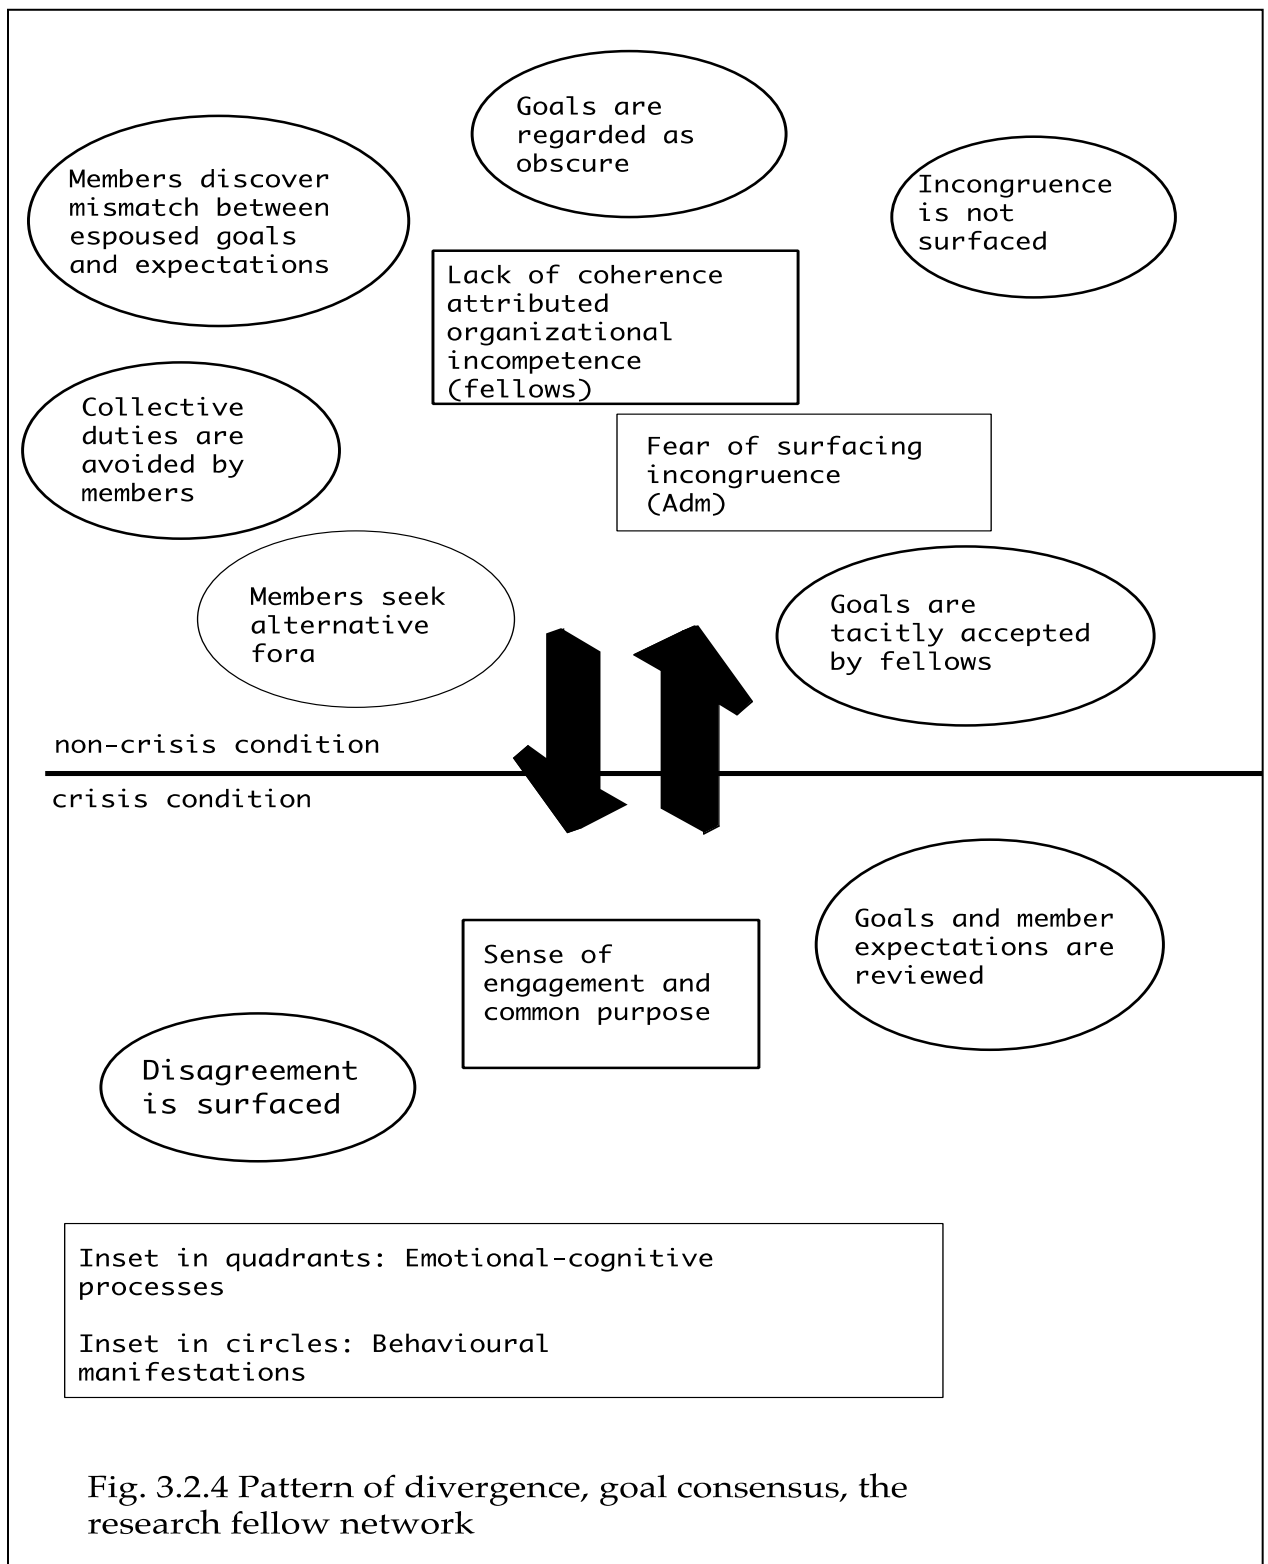 Goals are
regarded as
obscure
Members discover
mismatch between
espoused goals
and expectations
Incongruence
is not
surfaced
Lack of coherence
attributed
organizational
incompetence
(fellows)
Collective
duties are
avoided by
members
Fear of surfacing
incongruence
(Adm)
Members seek
alternative
fora
Goals are
tacitly accepted
by fellows
non-crisis condition
crisis condition
Goals and member
expectations are
reviewed
Sense of
engagement and
common purpose
Disagreement
is surfaced
Inset in quadrants: Emotional-cognitive
processes
Inset in circles: Behavioural
manifestations
Fig. 3.2.4 Pattern of divergence, goal consensus, the
research fellow network